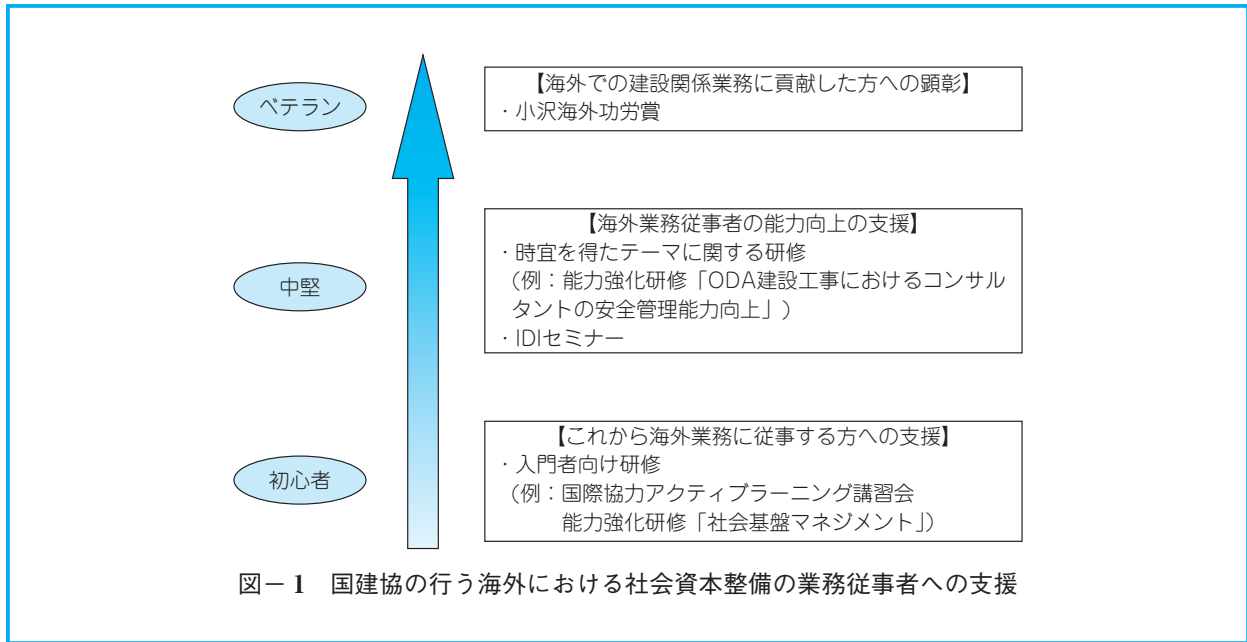 ベテラン
【海外での建設関係業務に貢献した方への顕彰】
・小沢海外功労賞
中堅
【海外業務従事者の能力向上の支援】
・時宜を得たテーマに関する研修
(例：能力強化研修「ODA建設工事におけるコンサル
タントの安全管理能力向上」)
・IDIセミナー
初心者
【これから海外業務に従事する方への支援】
・入門者向け研修
(例：国際協力アクティブラーニング講習会
能力強化研修「社会基盤マネジメント」)
図－1 国建協の行う海外における社会資本整備の業務従事者への支援